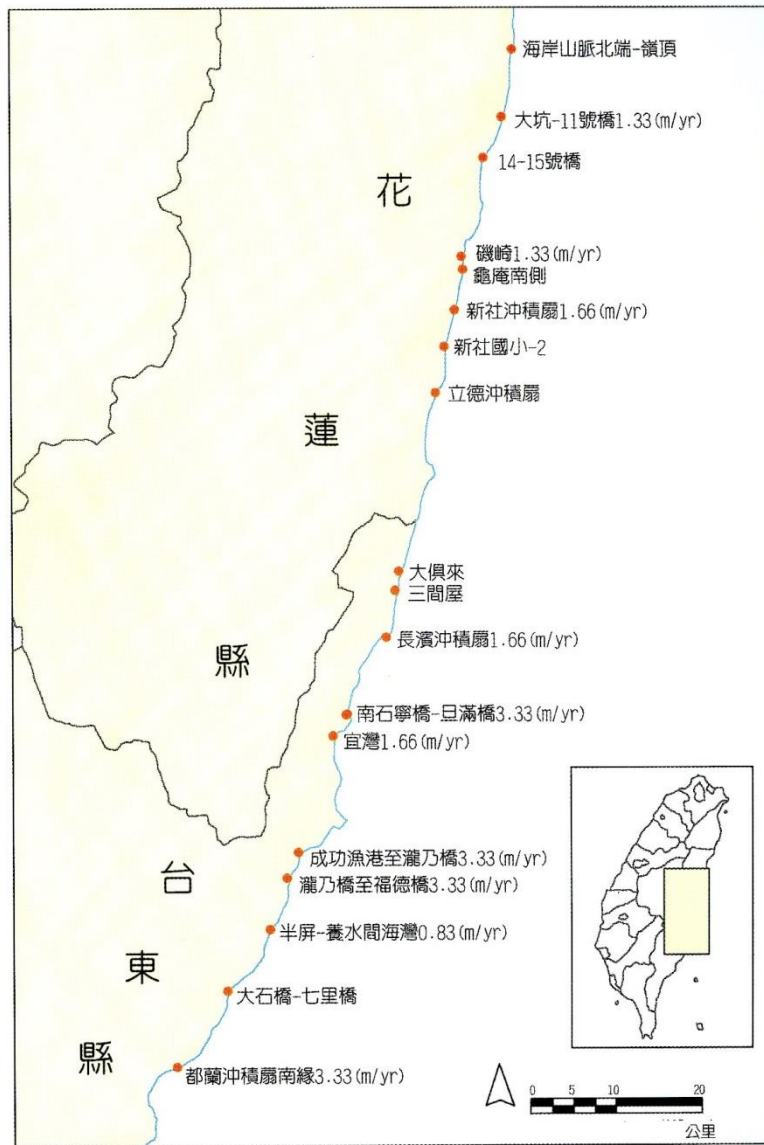 海岸山脈北端-嶺頂
大坑-11號橋1.33(m/yr)
14-15號橋
花
磯崎1.33(m/yr)
龜庵南側
新社沖積扇1.66(m/yr)
新社國小-2
立德沖積扇
蓮
大俱來
三間屋
長濱沖積扇1.66(m/yr)
縣
南石寧橋-旦滿橋3.33(m/yr)
宜灣1.66(m/yr)
成功漁港至瀧乃橋3.33(m/yr)
台
瀧乃橋至福德橋3.33(m/yr)
半屏-養水間海灣0.83(m/yr)
東
大石橋-七里橋
縣
都蘭沖積扇南緣3.33(m/yr)
0 5 10 20
公里